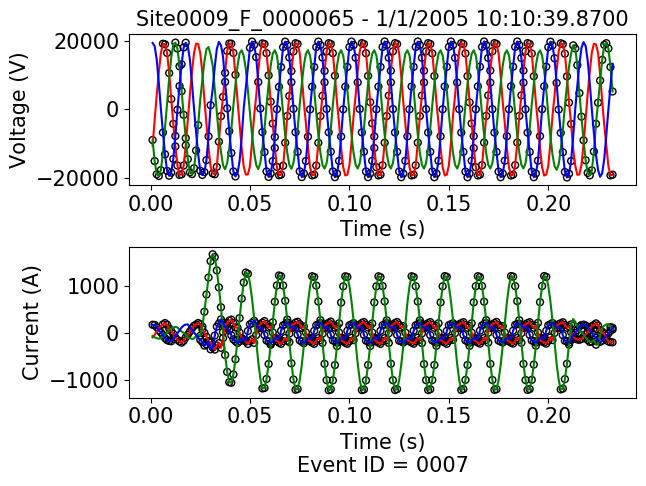 Site0009_F_0000065 - 1/1/2005 10:10:39.8700
20000
0
−20000
Voltage (V)
0.00 0.05 0.10 0.15 0.20
Time (s)
1000
0
−1000
Current (A)
0.00 0.05 0.10 0.15 0.20
Time (s)
Event ID = 0007